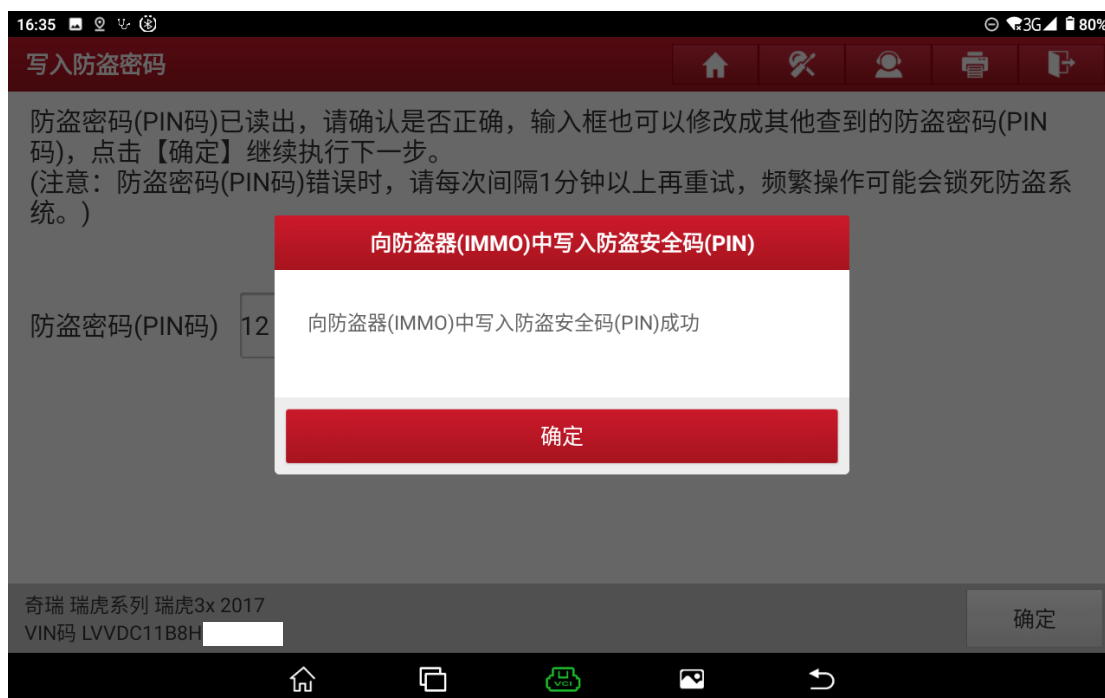 16:35
3G
80%
写入防盗密码
防盗密码(PIN码)已读出，请确认是否正确，输入框也可以修改成其他查到的防盗密码(PIN
码)，点击【确定】继续执行下一步。
(注意：防盗密码(PIN码)错误时，请每次间隔1分钟以上再重试，频繁操作可能会锁死防盗系
统。)
向防盗器(IMMO)中写入防盗安全码(PIN)
防盗密码(PIN码)
12
向防盗器(IMMO)中写入防盗安全码(PIN)成功
确定
奇瑞 瑞虎系列 瑞虎3x 2017
VIN码 LVVDC11B8H
确定
VCI